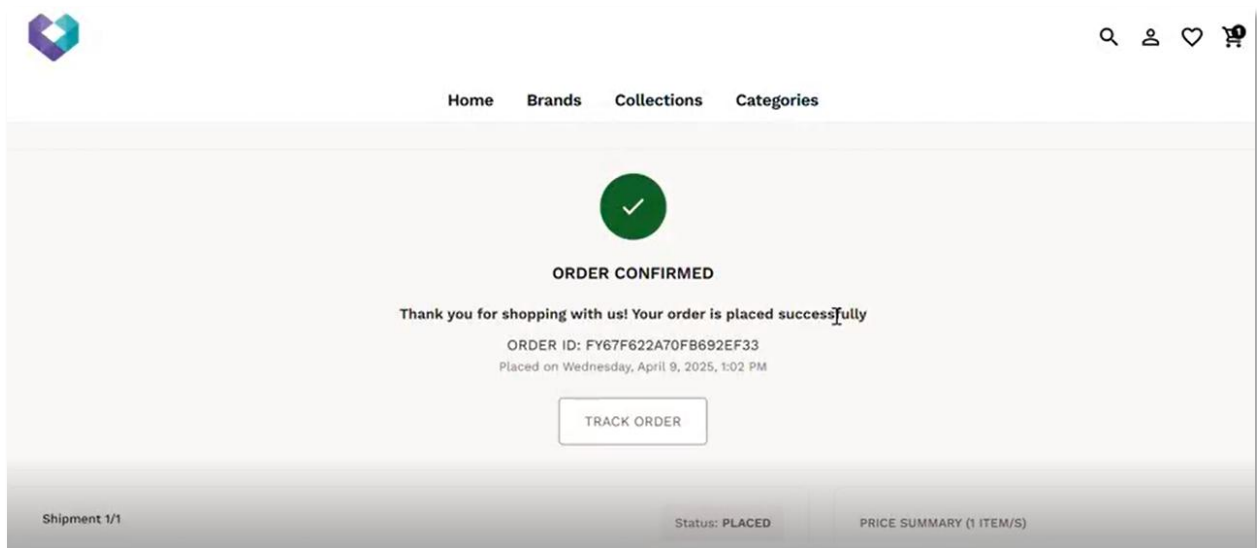 1
Home Brands Collections Categories
ORDER CONFIRMED
Thank you for shopping with us! Your order is placed successfully
ORDER ID: FY67F622A70FB692EF33
Placed on Wednesday, April 9, 2025, 1:02 PM
TRACK ORDER
Shipment 1/1
Status: PLACED
PRICE SUMMARY (1 ITEM/S)